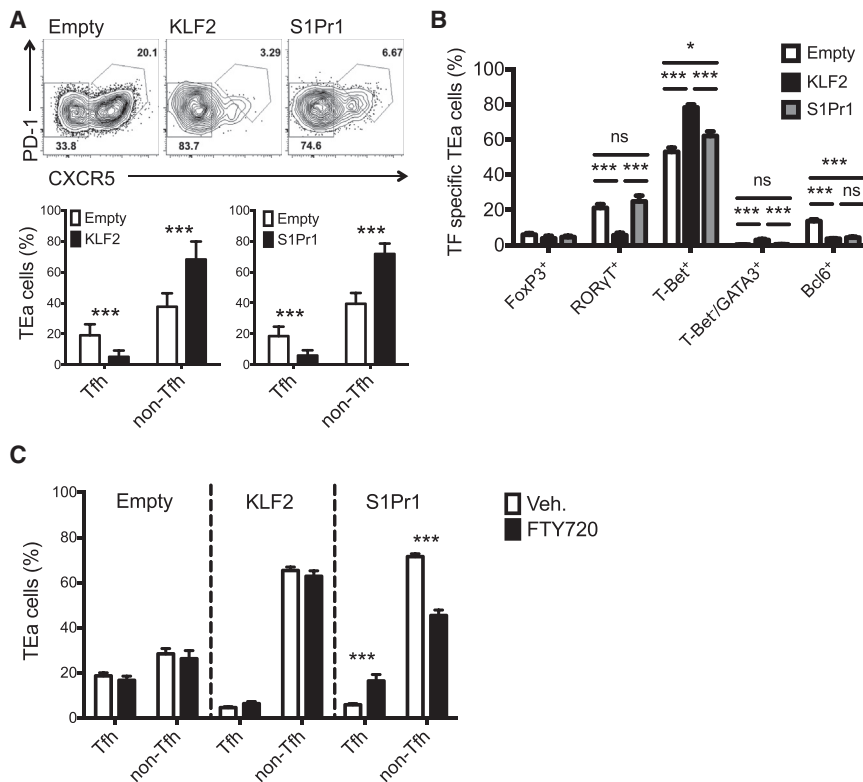 A
Empty
KLF2
S1Pr1
20.1
3.29
6.67
33.8
83.7
74.6
PD-1
CXCR5
100
80
60
40
20
0
TEa cells (%)
Empty
KLF2
***
***
Tfh
non-Tfh
100
80
60
40
20
0
Empty
S1Pr1
***
***
Tfh
non-Tfh
B
TF specific TEa cells (%)
100
80
60
40
20
0
Empty
KLF2
S1Pr1
ns
*** ***
*
*** ***
ns
*** ***
***
*** ns
FoxP3⁺
RORγT⁺
T-Bet⁺
T-Bet⁻/GATA3⁺
Bcl6⁺
C
TEa cells (%)
100
80
60
40
20
0
Empty
KLF2
S1Pr1
***
***
Veh.
FTY720
Tfh
non-Tfh
Tfh
non-Tfh
Tfh
non-Tfh